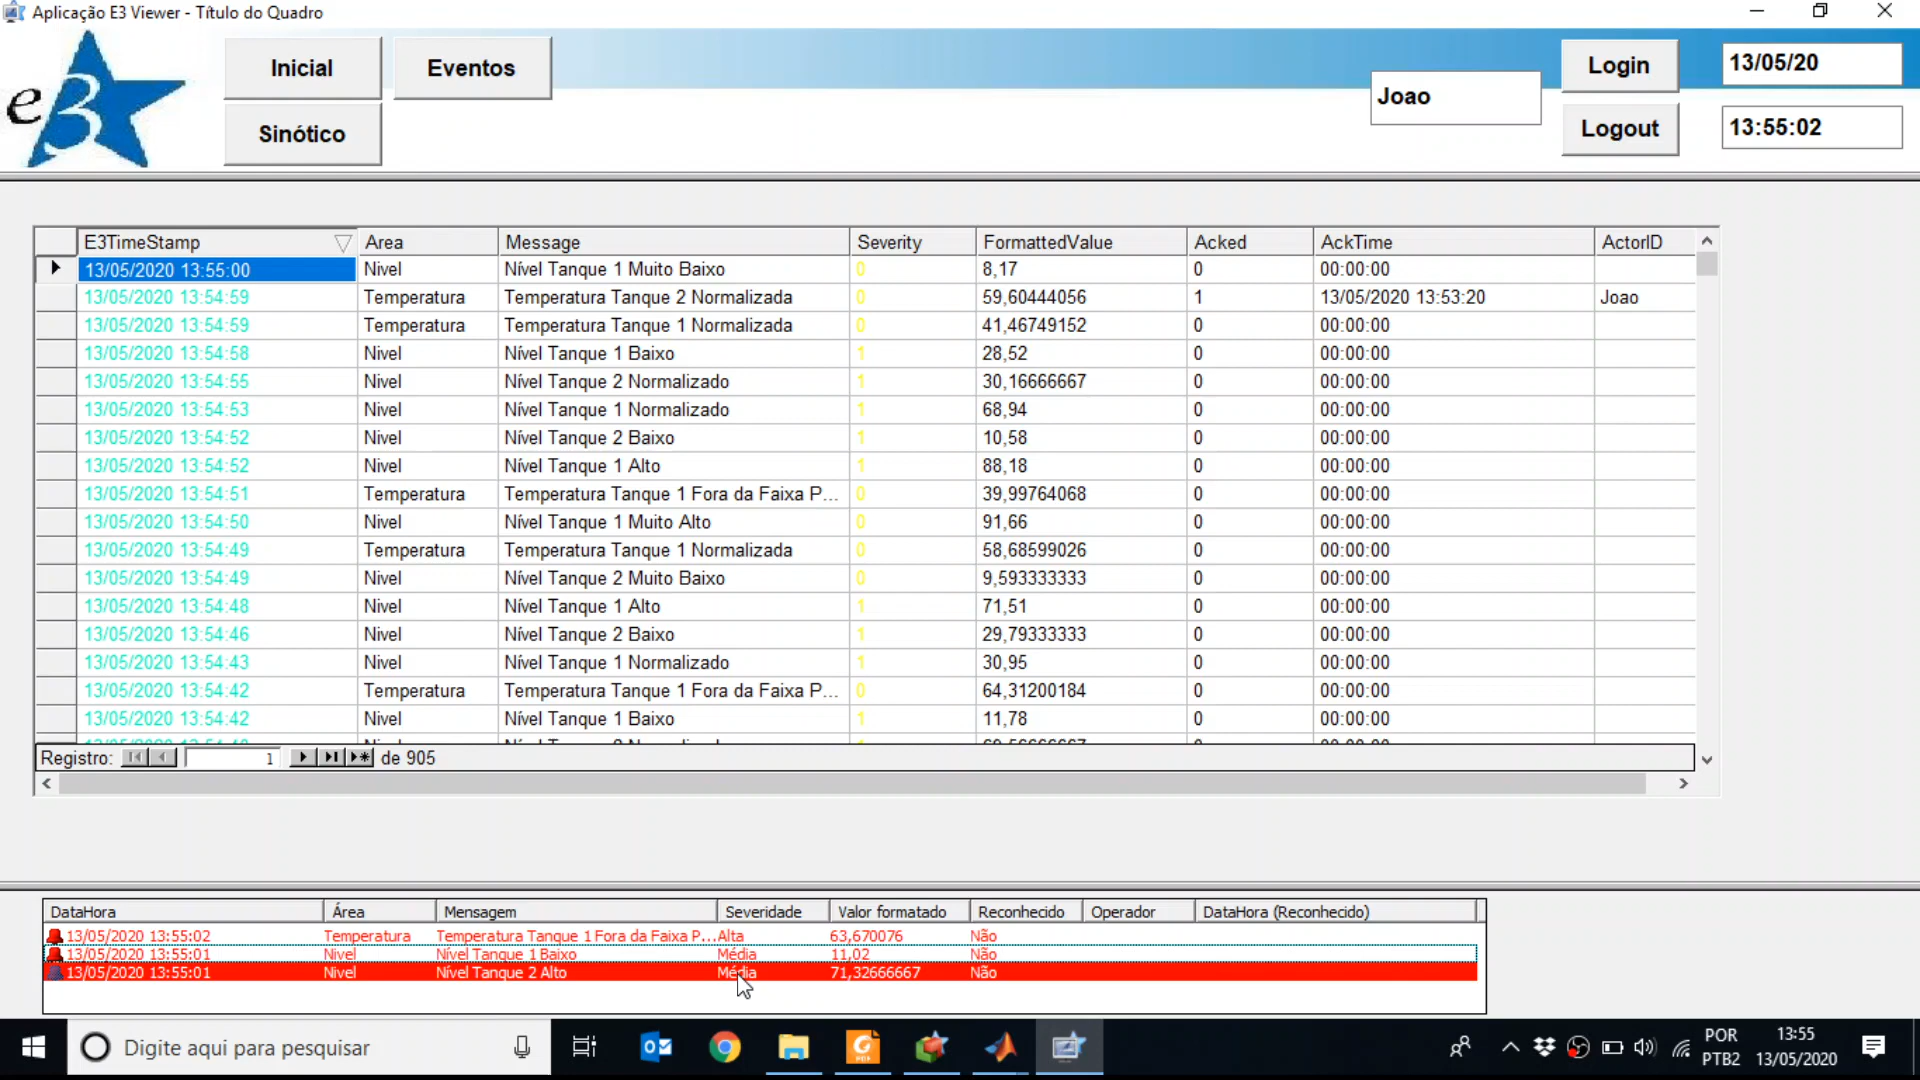 Aplicação E3 Viewer - Título do Quadro
e3
Inicial
Eventos
Sinótico
Joao
Login
Logout
13/05/20
13:55:02
E3TimeStamp Area Message Severity FormattedValue Acked AckTime ActorID
13/05/2020 13:55:00 Nivel Nível Tanque 1 Muito Baixo 0 8,17 0 00:00:00
13/05/2020 13:54:59 Temperatura Temperatura Tanque 2 Normalizada 0 59,60444056 1 13/05/2020 13:53:20 Joao
13/05/2020 13:54:59 Temperatura Temperatura Tanque 1 Normalizada 0 41,46749152 0 00:00:00
13/05/2020 13:54:58 Nivel Nível Tanque 1 Baixo 1 28,52 0 00:00:00
13/05/2020 13:54:55 Nivel Nível Tanque 2 Normalizado 1 30,16666667 0 00:00:00
13/05/2020 13:54:53 Nivel Nível Tanque 1 Normalizado 1 68,94 0 00:00:00
13/05/2020 13:54:52 Nivel Nível Tanque 2 Baixo 1 10,58 0 00:00:00
13/05/2020 13:54:52 Nivel Nível Tanque 1 Alto 1 88,18 0 00:00:00
13/05/2020 13:54:51 Temperatura Temperatura Tanque 1 Fora da Faixa P... 0 39,99764068 0 00:00:00
13/05/2020 13:54:50 Nivel Nível Tanque 1 Muito Alto 0 91,66 0 00:00:00
13/05/2020 13:54:49 Temperatura Temperatura Tanque 1 Normalizada 0 58,68599026 0 00:00:00
13/05/2020 13:54:49 Nivel Nível Tanque 2 Muito Baixo 0 9,593333333 0 00:00:00
13/05/2020 13:54:48 Nivel Nível Tanque 1 Alto 1 71,51 0 00:00:00
13/05/2020 13:54:46 Nivel Nível Tanque 2 Baixo 1 29,79333333 0 00:00:00
13/05/2020 13:54:43 Nivel Nível Tanque 1 Normalizado 1 30,95 0 00:00:00
13/05/2020 13:54:42 Temperatura Temperatura Tanque 1 Fora da Faixa P... 0 64,31200184 0 00:00:00
13/05/2020 13:54:42 Nivel Nível Tanque 1 Baixo 1 11,78 0 00:00:00
Registro: 1 de 905
DataHora Área Mensagem Severidade Valor formatado Reconhecido Operador DataHora (Reconhecido)
13/05/2020 13:55:02 Temperatura Temperatura Tanque 1 Fora da Faixa P... Alta 63,670076 Não
13/05/2020 13:55:01 Nivel Nível Tanque 1 Baixo Média 11,02 Não
13/05/2020 13:55:01 Nivel Nível Tanque 2 Alto Média 71,32666667 Não
Digite aqui para pesquisar
POR
PTB2
13:55
13/05/2020